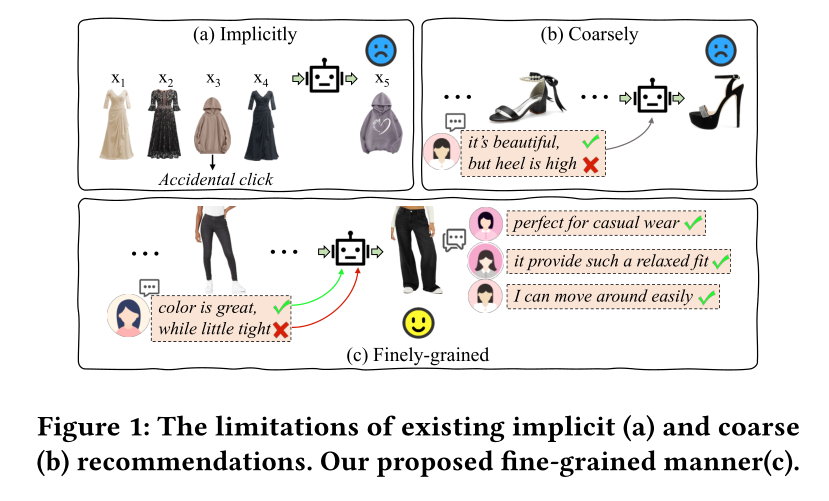 (a) Implicitly
x1 x2 x3 x4 x5
Accidental click
(b) Coarsely
... ...
it's beautiful,
but heel is high
... ...
color is great,
while little tight
perfect for casual wear
it provide such a relaxed fit
I can move around easily
(c) Finely-grained
Figure 1: The limitations of existing implicit (a) and coarse
(b) recommendations. Our proposed fine-grained manner(c).